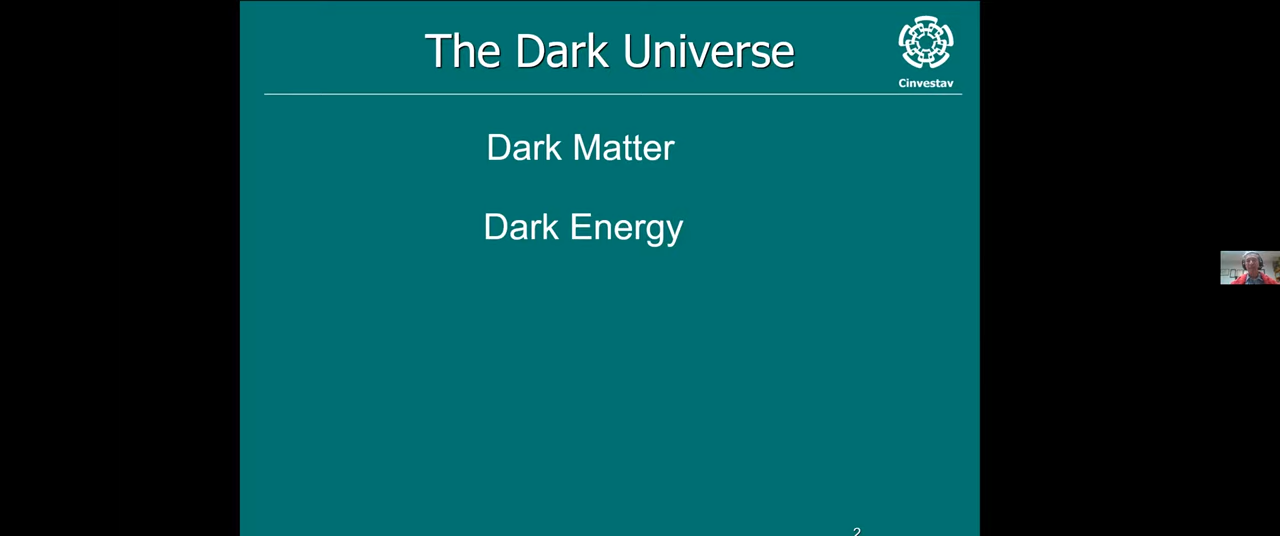 The Dark Universe
Cinvestav
Dark Matter
Dark Energy
2